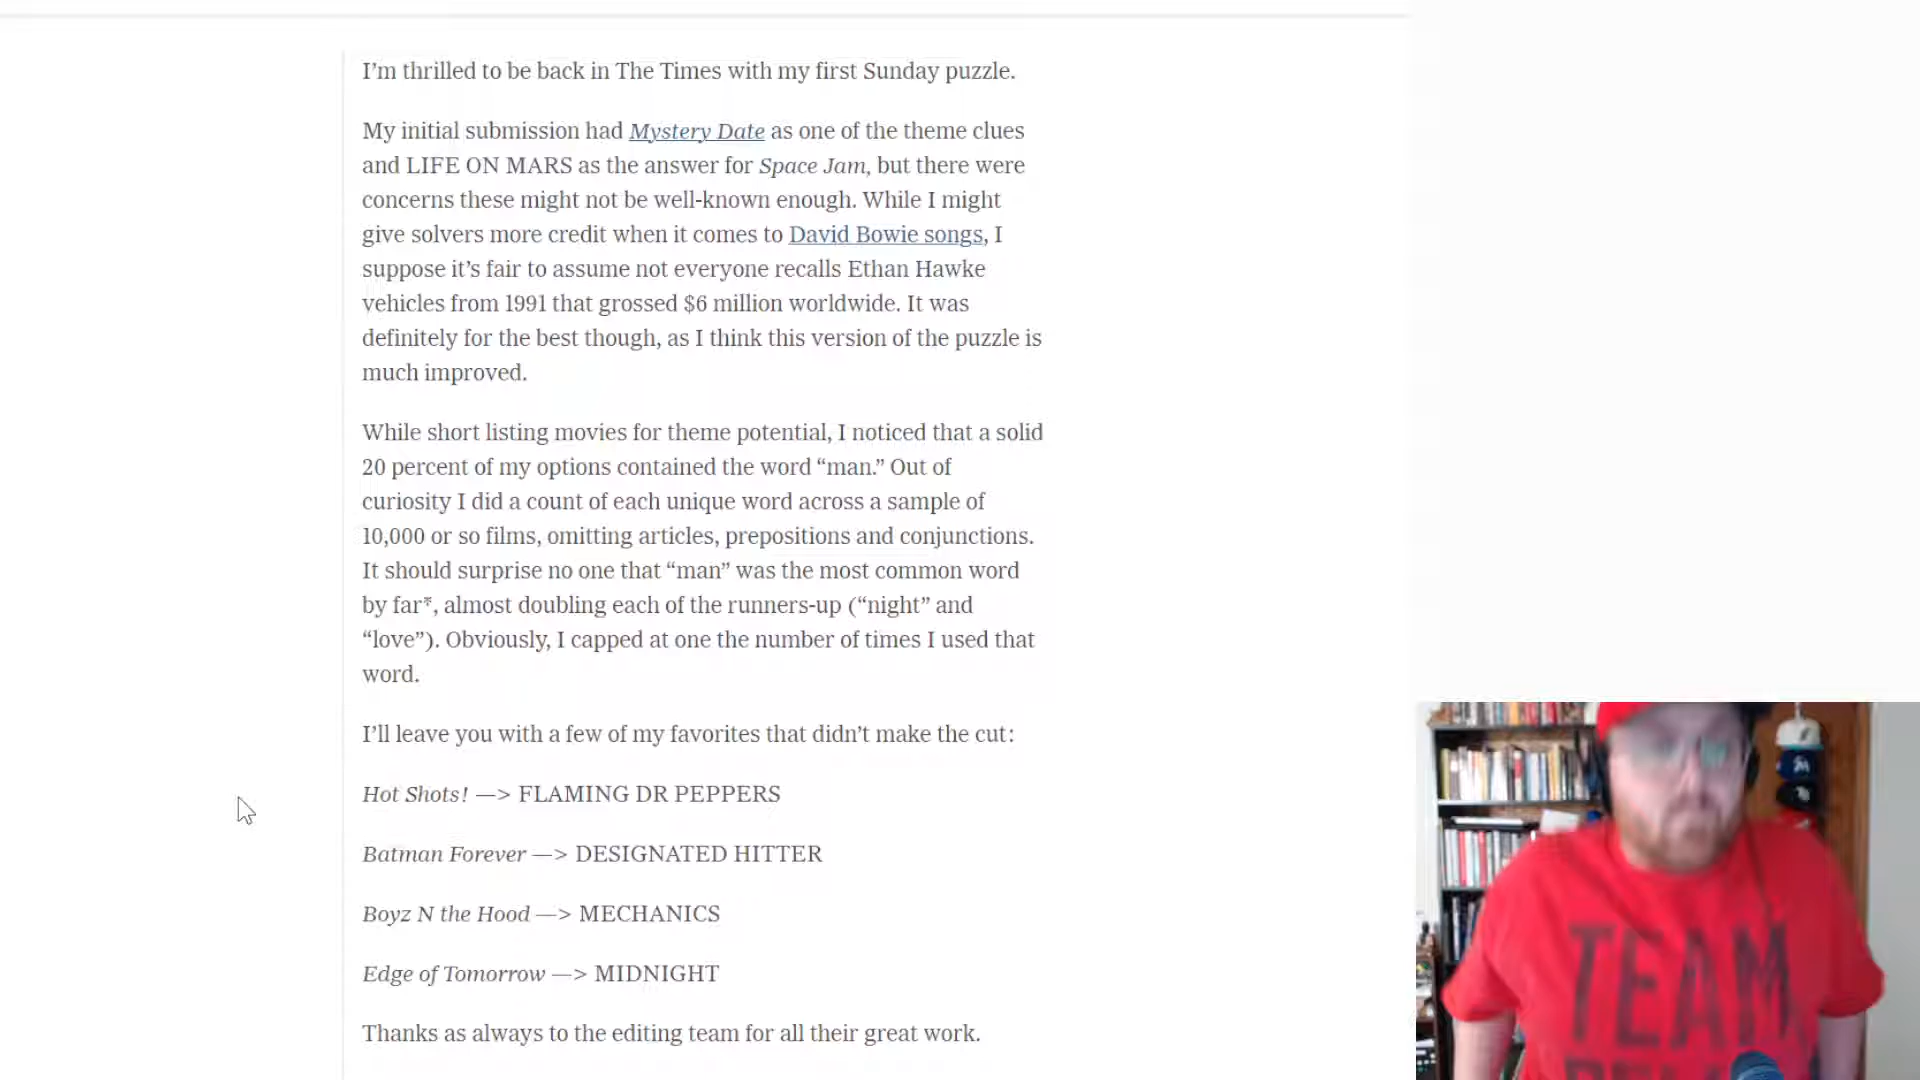 I’m thrilled to be back in The Times with my first Sunday puzzle.
My initial submission had Mystery Date as one of the theme clues
and LIFE ON MARS as the answer for Space Jam, but there were
concerns these might not be well-known enough. While I might
give solvers more credit when it comes to David Bowie songs, I
suppose it’s fair to assume not everyone recalls Ethan Hawke
vehicles from 1991 that grossed $6 million worldwide. It was
definitely for the best though, as I think this version of the puzzle is
much improved.
While short listing movies for theme potential, I noticed that a solid
20 percent of my options contained the word “man.” Out of
curiosity I did a count of each unique word across a sample of
10,000 or so films, omitting articles, prepositions and conjunctions.
It should surprise no one that “man” was the most common word
by far*, almost doubling each of the runners-up (“night” and
“love”). Obviously, I capped at one the number of times I used that
word.
I’ll leave you with a few of my favorites that didn’t make the cut:
Hot Shots! —> FLAMING DR PEPPERS
Batman Forever —> DESIGNATED HITTER
Boyz N the Hood —> MECHANICS
Edge of Tomorrow —> MIDNIGHT
Thanks as always to the editing team for all their great work.
TEAM